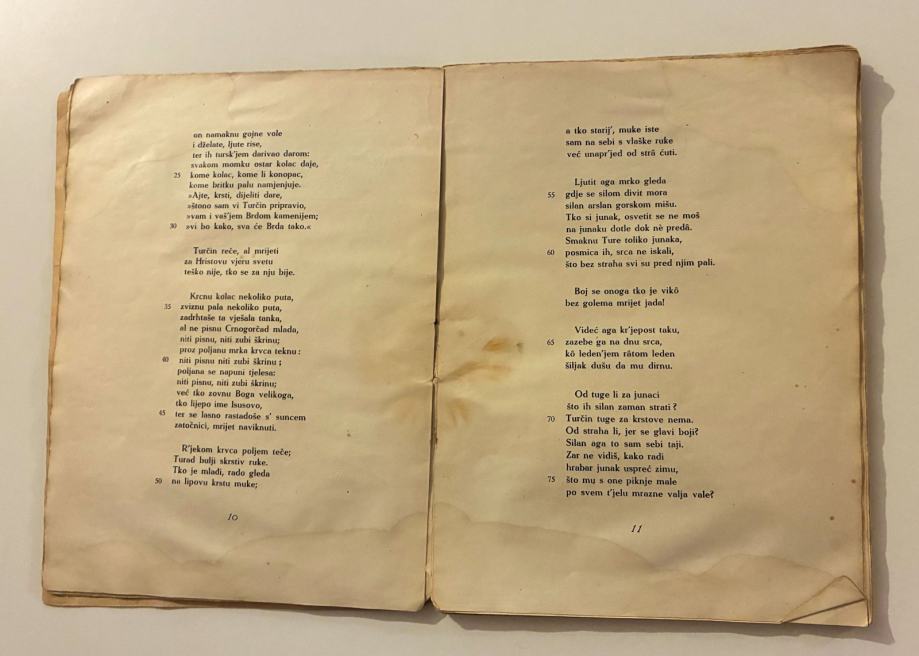 on namaknu gojne vole
i dželate, ljute rise,
ter ih tursk'jem darivao darom:
svakom momku ostar kolac daje,
25 kome kolac, kome li konopac,
kome britku palu namjenjuje.
»Ajte, krsti, dijeliti dare,
»štono sam vi Turčin pripravio,
»vam i vaš'jem Brdom kamenijem;
30 »vi bo kako, sva će Brda tako.«
Turčin reče, al mrijeti
za Hristovu vjeru svetu
teško nije, tko se za nju bije.
Krcnu kolac nekoliko puta,
35 zviznu pala nekoliko puta,
zadrhtaše ta vješala tanka,
al ne pisnu Crnogorčad mlada,
niti pisnu, niti zubi škrinu;
proz poljanu mrka krvca teknu:
40 niti pisnu niti zubi škrinu;
poljana se napuni tjelesa:
niti pisnu, niti zubi škrinu;
već tko zovnu Boga velikoga,
tko lijepo ime Isusovo,
45 ter se lasno rastadoše s' suncem
zatočnici, mrijet naviknuti.
R'jekom krvca poljem teče;
Turad bulji skrstiv ruke.
Tko je mlađi, rado gleda
50 na lipovu krstu muke;
10
a tko starij', muke iste
sam na sebi s vlaške ruke
već unapr'jed od strâ ćuti.
Ljutit aga mrko gleda
55 gdje se silom divit mora
silan arslan gorskom mišu.
Tko si junak, osvetit se ne moš
na junaku dotle dok nè predâ.
Smaknu Ture toliko junaka,
60 posmica ih, srca ne iskali,
što bez straha svi su pred njim pali.
Boj se onoga tko je vikô
bez golema mrijet jada!
Videć aga kr'jepost taku,
65 zazebe ga na dnu srca,
kô leden'jem râtom leden
šiljak dušu da mu dirnu.
Od tuge li za junaci
što ih silan zaman strati?
70 Turčin tuge za krstove nema.
Od straha li, jer se glavi boji?
Silan aga to sam sebi taji.
Zar ne vidiš, kako radi
hrabar junak uspreć zimu,
75 što mu s one piknje male
po svem t'jelu mrazne valja vale?
11